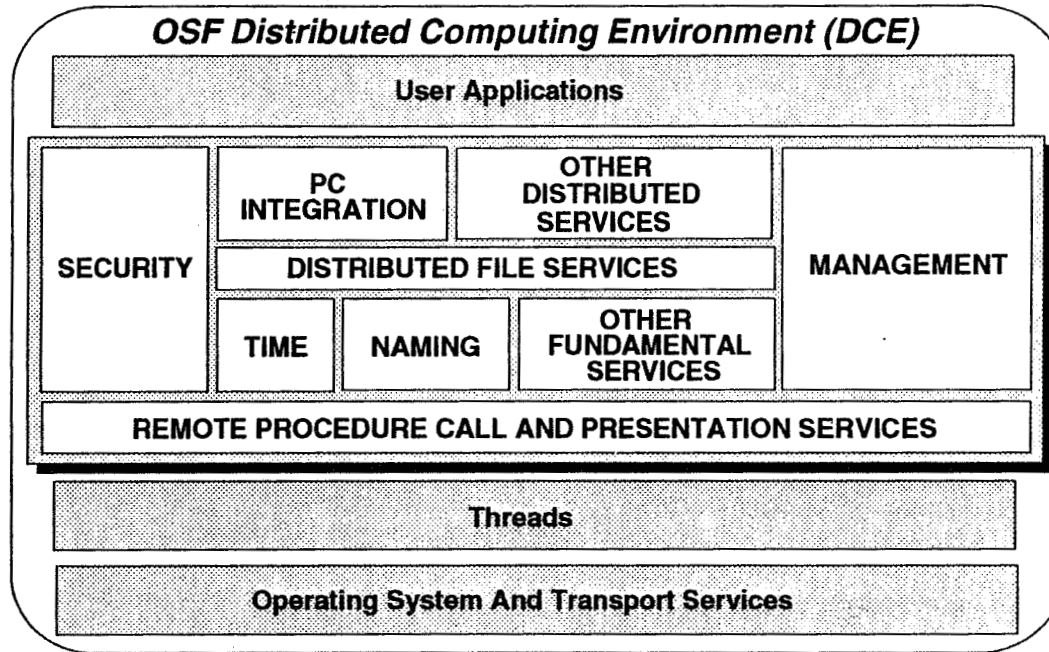 OSF Distributed Computing Environment (DCE)
User Applications
SECURITY
PC
INTEGRATION
OTHER
DISTRIBUTED
SERVICES
DISTRIBUTED FILE SERVICES
TIME
NAMING
OTHER
FUNDAMENTAL
SERVICES
MANAGEMENT
REMOTE PROCEDURE CALL AND PRESENTATION SERVICES
Threads
Operating System And Transport Services